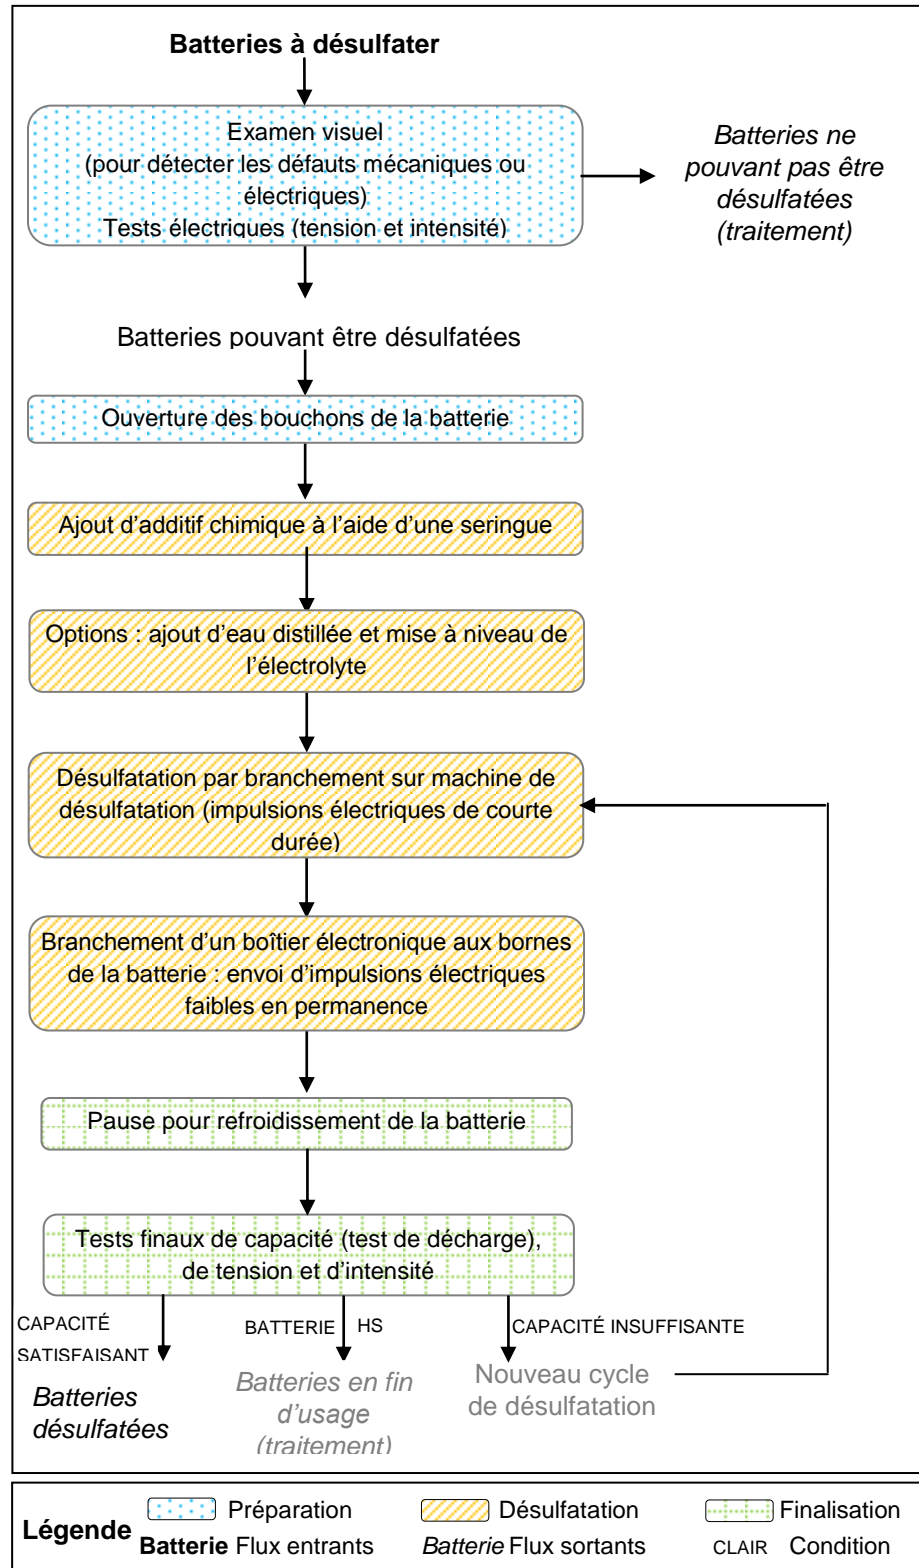 Batteries à désulfater
Examen visuel
(pour détecter les défauts mécaniques ou
électriques)
Tests électriques (tension et intensité)
Batteries ne
pouvant pas être
désulfatées
(traitement)
Batteries pouvant être désulfatées
Ouverture des bouchons de la batterie
Ajout d'additif chimique à l'aide d'une seringue
Options : ajout d'eau distillée et mise à niveau de
l'électrolyte
Désulfatation par branchement sur machine de
désulfatation (impulsions électriques de courte
durée)
Branchement d'un boîtier électronique aux bornes
de la batterie : envoi d'impulsions électriques
faibles en permanence
Pause pour refroidissement de la batterie
Tests finaux de capacité (test de décharge),
de tension et d'intensité
CAPACITÉ
SATISFAISANT
BATTERIE HS
CAPACITÉ INSUFFISANTE
Batteries
désulfatées
Batteries en fin
d'usage
(traitement)
Nouveau cycle
de désulfatation
Légende
Préparation
Désulfatation
Finalisation
Batterie Flux entrants
Batterie Flux sortants
CLAIR Condition